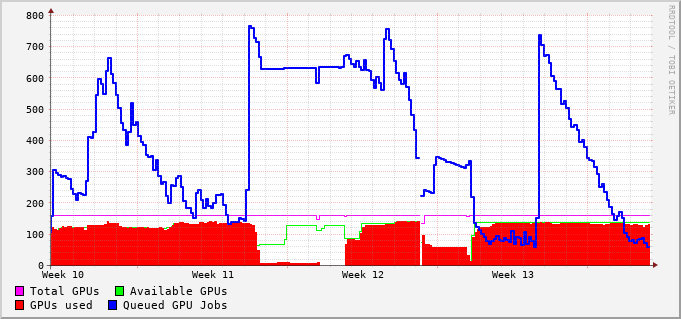 800
700
600
500
400
300
200
100
0
Week 10 Week 11 Week 12 Week 13
Total GPUs Available GPUs
GPUs used Queued GPU Jobs
RRDTOOL / TOBI OETIKER